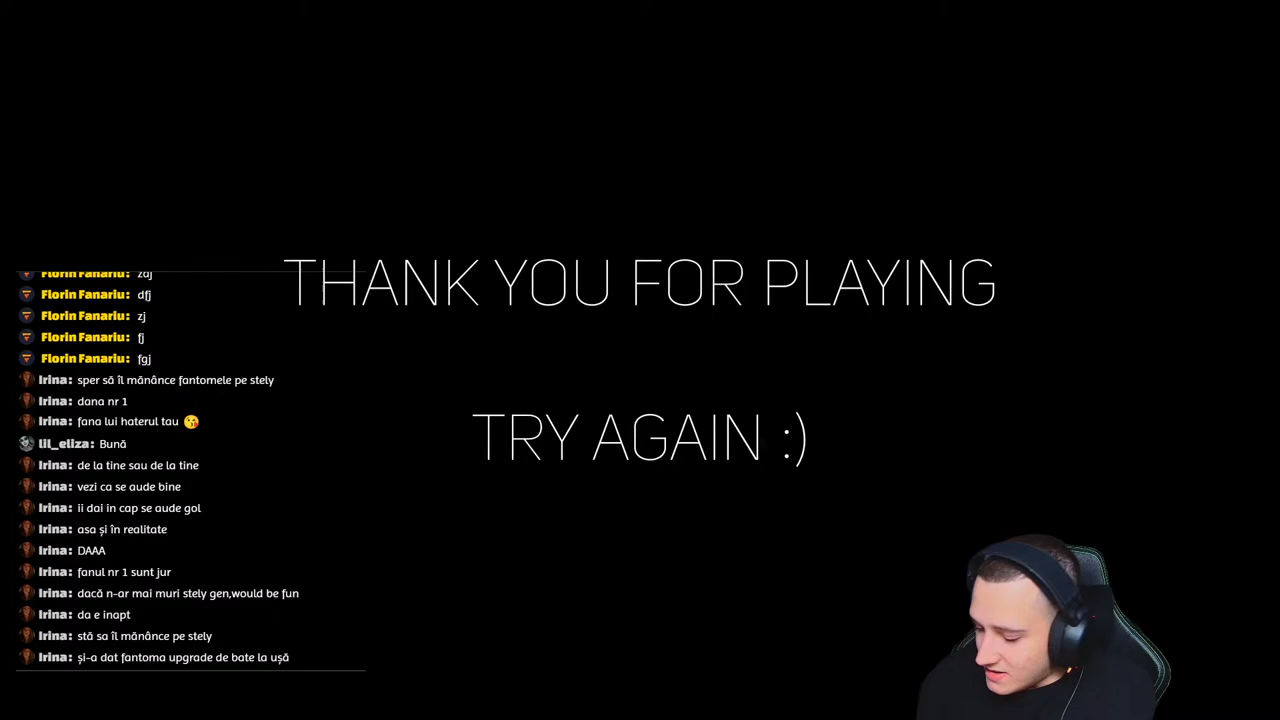 THANK YOU FOR PLAYING
TRY AGAIN :)
Florin Fanariu: zdj
Florin Fanariu: dfj
Florin Fanariu: zj
Florin Fanariu: fj
Florin Fanariu: fgj
Irina: sper să îl mănânce fantomele pe stely
Irina: dana nr 1
Irina: fana lui haterul tau 😘
lil_eliza: Bună
Irina: de la tine sau de la tine
Irina: vezi ca se aude bine
Irina: ii dai in cap se aude gol
Irina: asa și în realitate
Irina: DAAA
Irina: fanul nr 1 sunt jur
Irina: dacă n-ar mai muri stely gen,would be fun
Irina: da e inapt
Irina: stă sa îl mănânce pe stely
Irina: și-a dat fantoma upgrade de bate la ușă